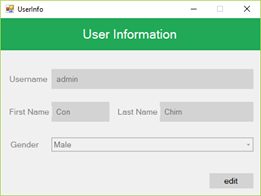 UserInfo
User Information
Username admin
First Name Con Last Name Chim
Gender Male
edit